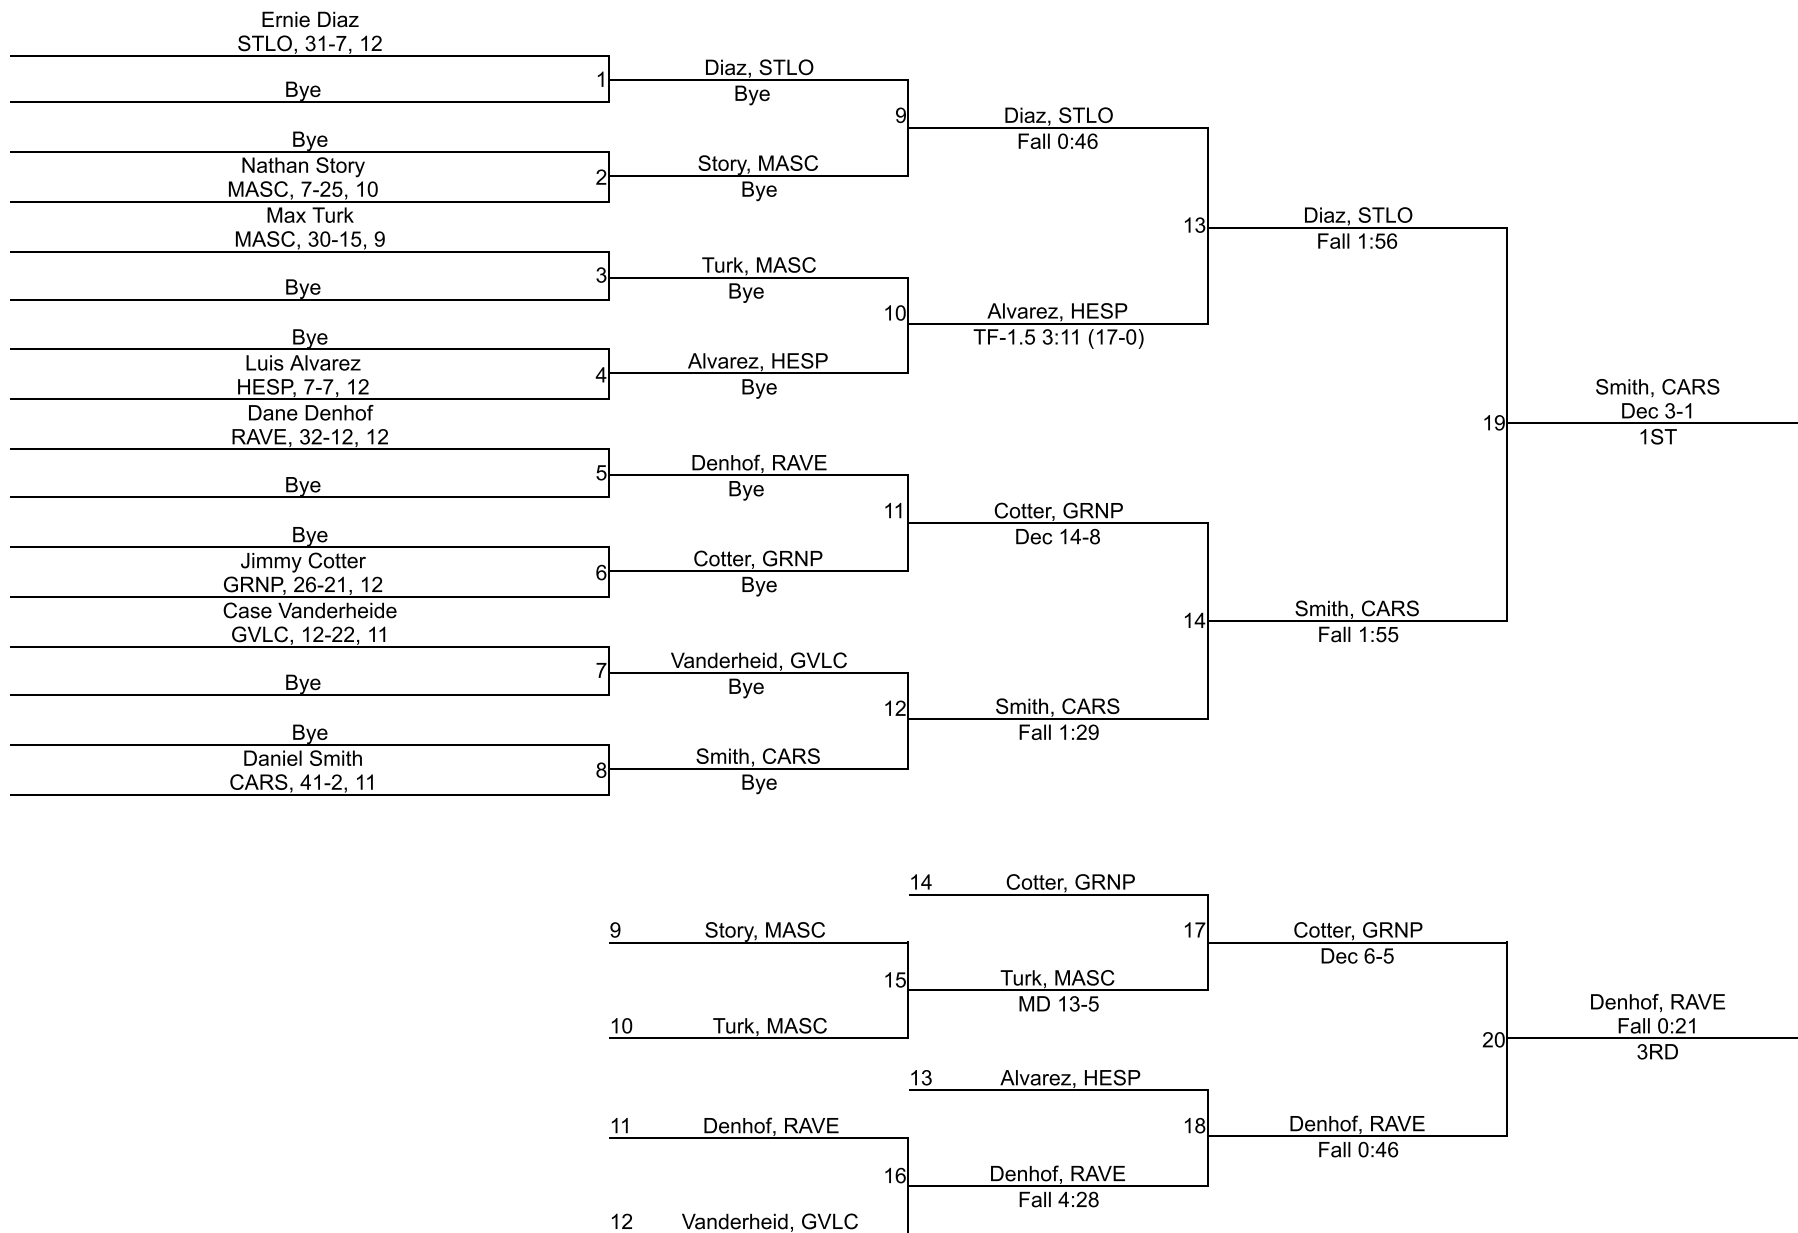 Ernie Diaz
STLO, 31-7, 12
1
Bye
Diaz, STLO
Bye
9
Bye
Nathan Story
MASC, 7-25, 10
2
Story, MASC
Bye
Diaz, STLO
Fall 0:46
13
Max Turk
MASC, 30-15, 9
3
Bye
Turk, MASC
Bye
10
Bye
Luis Alvarez
HESP, 7-7, 12
4
Alvarez, HESP
Bye
Alvarez, HESP
TF-1.5 3:11 (17-0)
Diaz, STLO
Fall 1:56
19
Dane Denhof
RAVE, 32-12, 12
5
Bye
Denhof, RAVE
Bye
11
Bye
Jimmy Cotter
GRNP, 26-21, 12
6
Cotter, GRNP
Bye
Cotter, GRNP
Dec 14-8
14
Case Vanderheide
GVLC, 12-22, 11
7
Bye
Vanderheid, GVLC
Bye
12
Bye
Daniel Smith
CARS, 41-2, 11
8
Smith, CARS
Bye
Smith, CARS
Fall 1:29
Smith, CARS
Fall 1:55
Smith, CARS
Dec 3-1
1ST
14
Cotter, GRNP
17
9
Story, MASC
15
10
Turk, MASC
Turk, MASC
MD 13-5
Cotter, GRNP
Dec 6-5
20
13
Alvarez, HESP
18
11
Denhof, RAVE
16
12
Vanderheid, GVLC
Denhof, RAVE
Fall 4:28
Denhof, RAVE
Fall 0:46
Denhof, RAVE
Fall 0:21
3RD